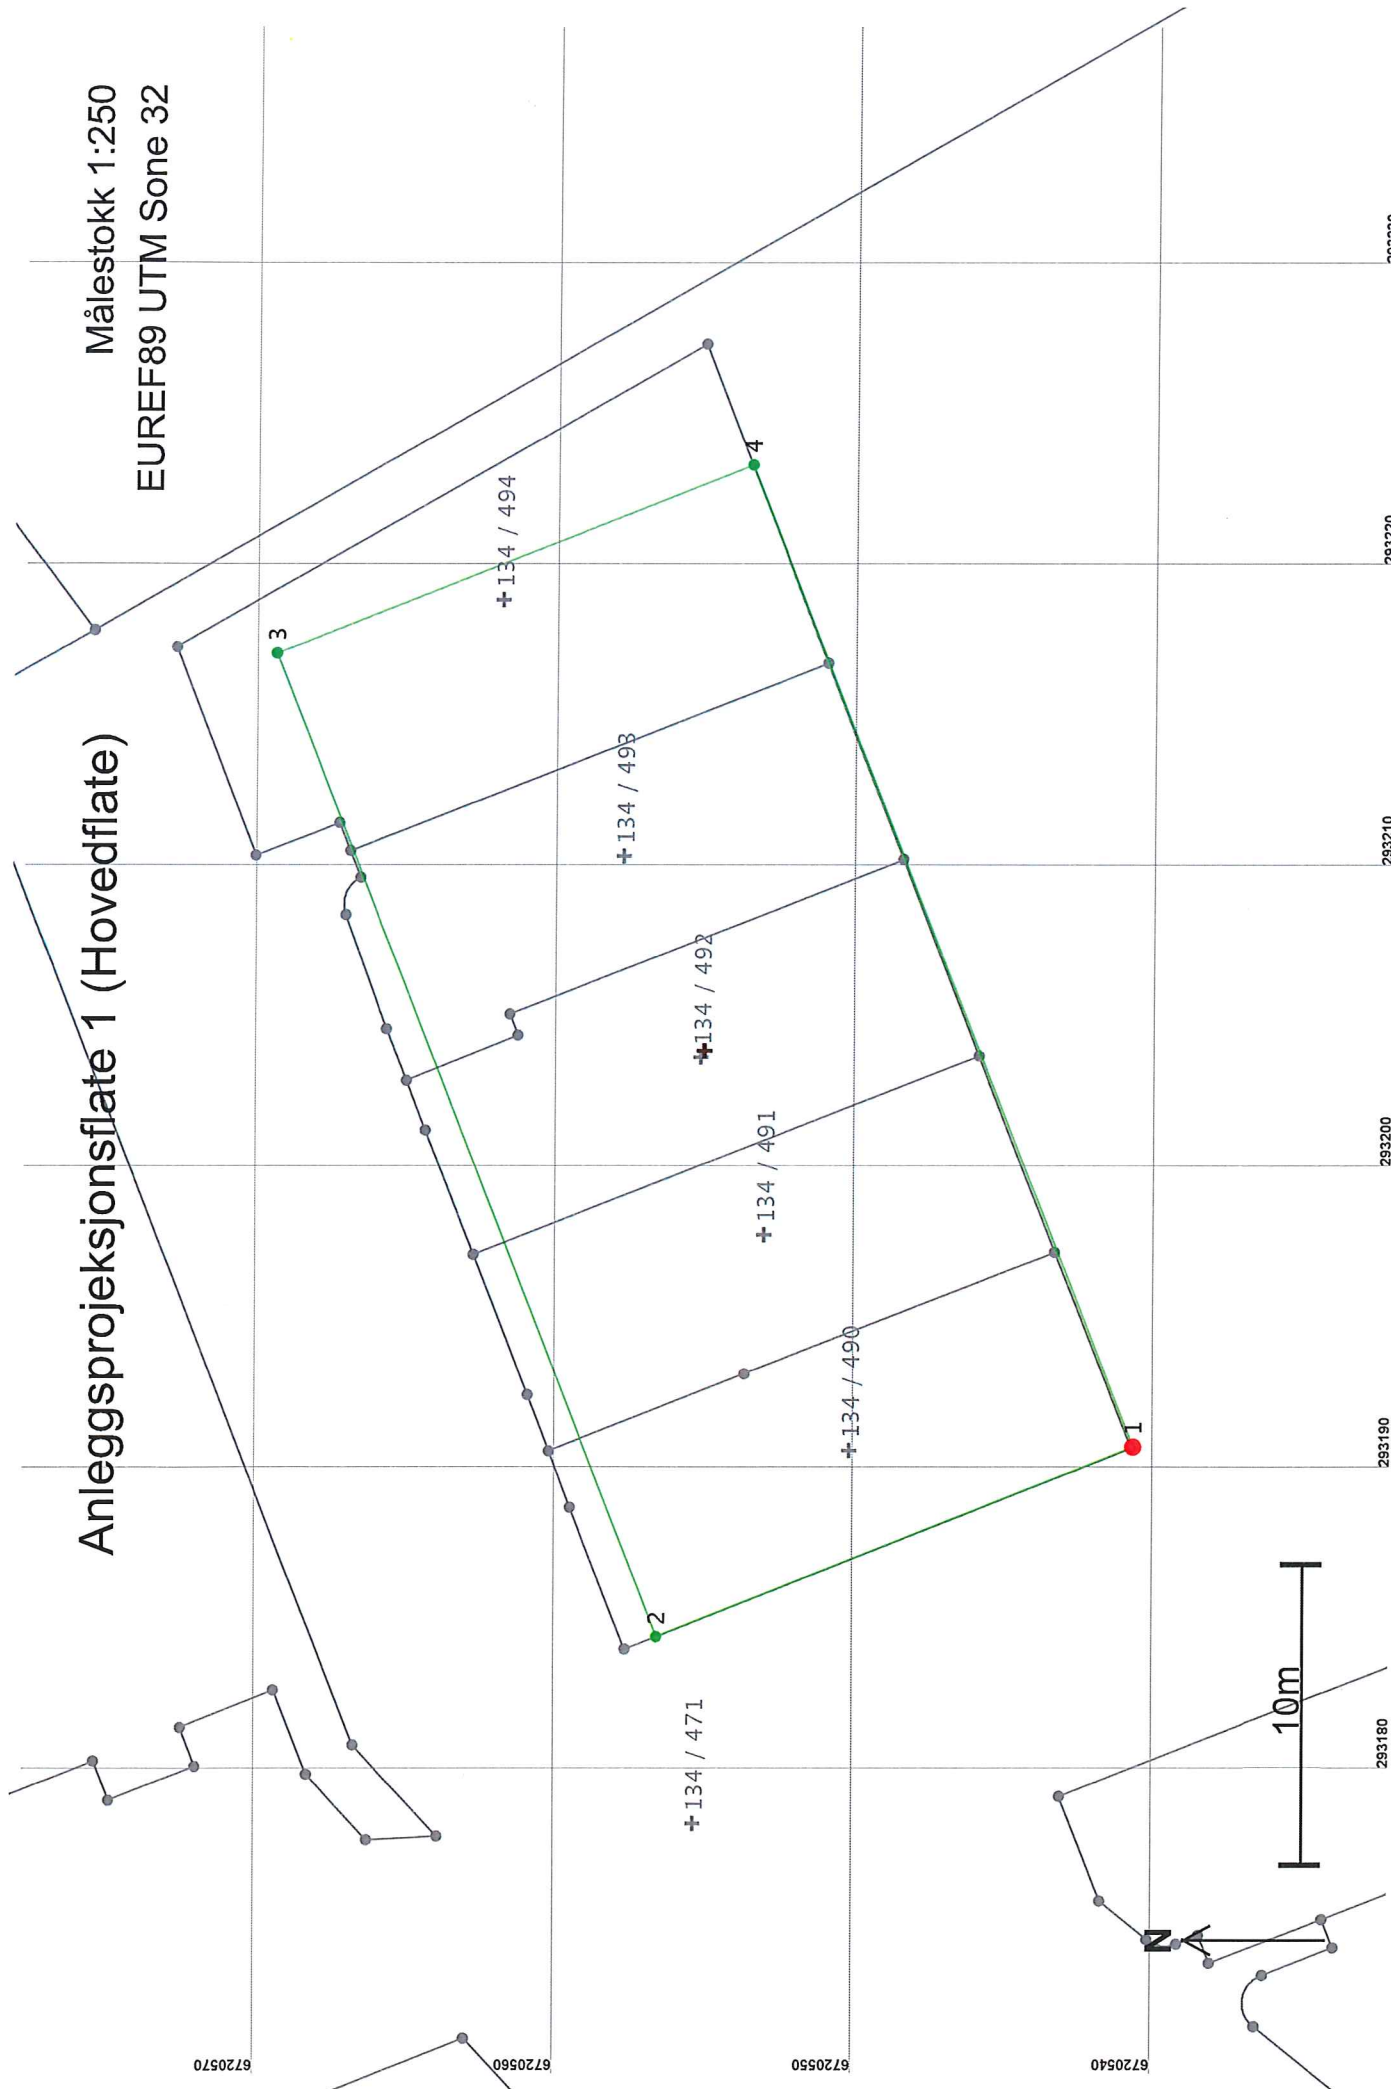 Målestokk 1:250
EUREF89 UTM Sone 32
Anleggsprojeksjonsflate 1 (Hovedflate)
3
4
134 / 494
134 / 493
134 / 492
134 / 491
134 / 490
2
1
134 / 471
10m
N
6720570
6720560
6720550
6720540
293180
293190
293200
293210
293220